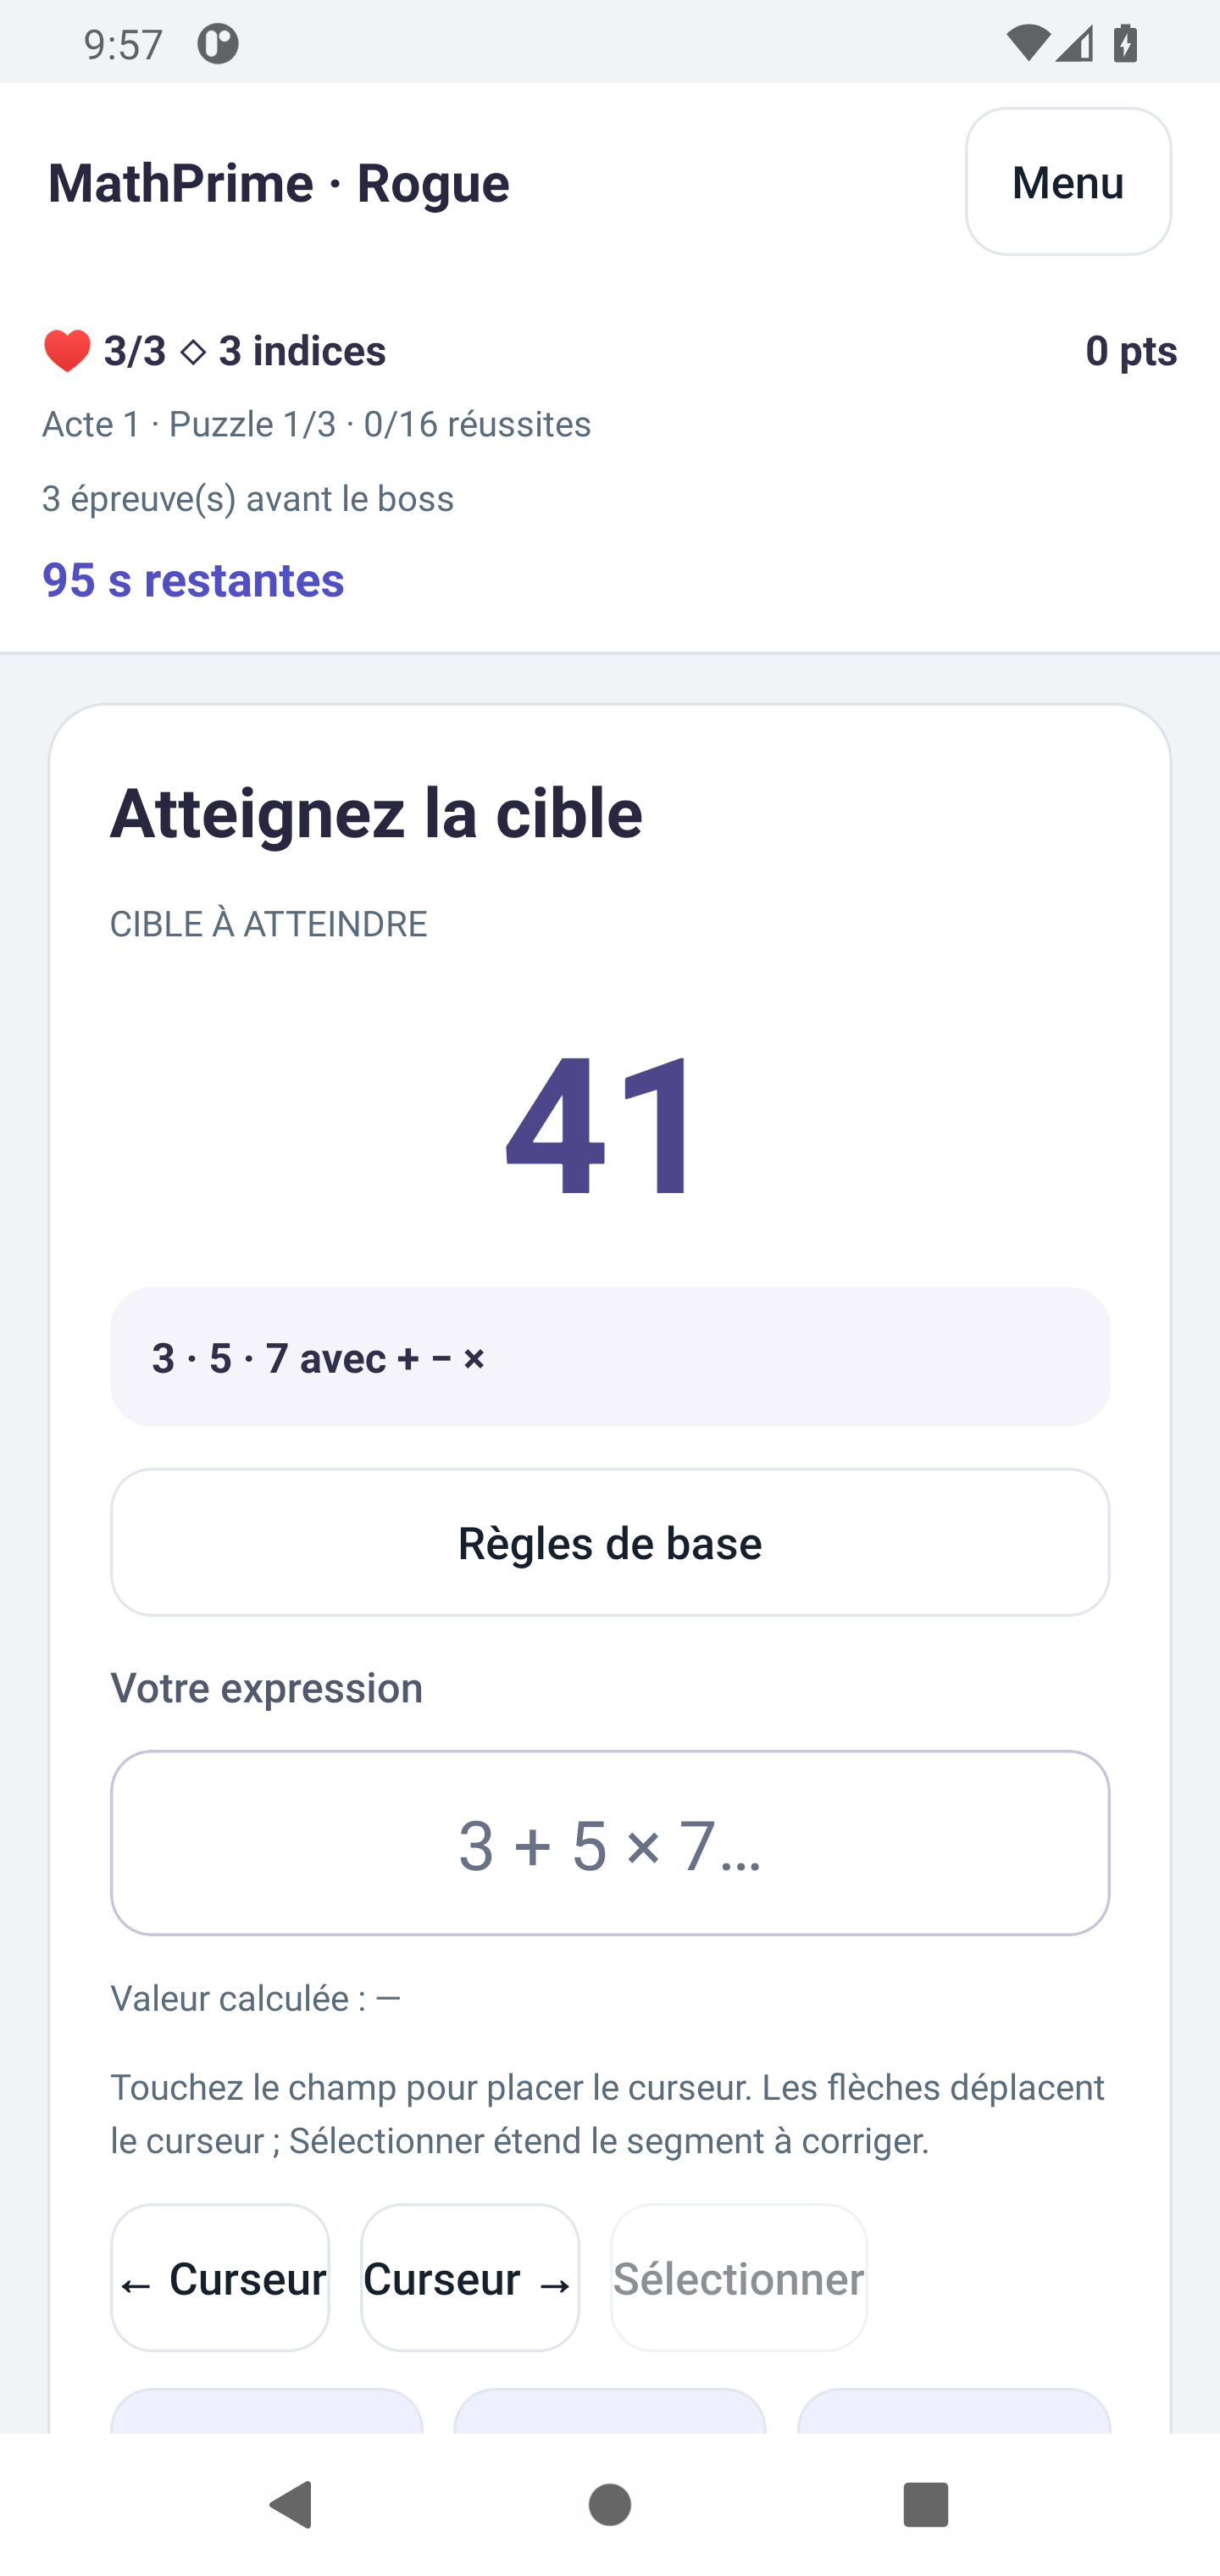 9:57
MathPrime · Rogue
Menu
❤️ 3/3 ◇ 3 indices
0 pts
Acte 1 · Puzzle 1/3 · 0/16 réussites
3 épreuve(s) avant le boss
95 s restantes
Atteignez la cible
CIBLE À ATTEINDRE
41
3 · 5 · 7 avec + − ×
Règles de base
Votre expression
3 + 5 × 7…
Valeur calculée : —
Touchez le champ pour placer le curseur. Les flèches déplacent
le curseur ; Sélectionner étend le segment à corriger.
← Curseur
Curseur →
Sélectionner